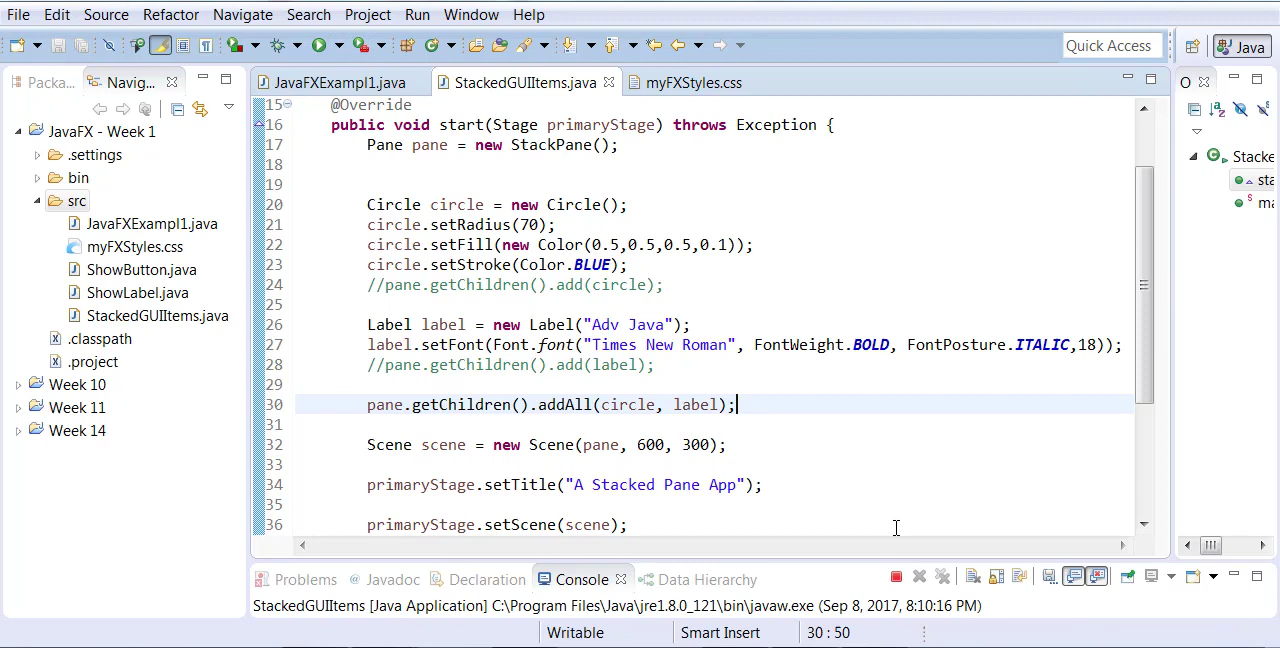 File Edit Source Refactor Navigate Search Project Run Window Help
Quick Access
Java
Packa...
Navig...
JavaFX - Week 1
.settings
bin
src
JavaFXExampl1.java
myFXStyles.css
ShowButton.java
ShowLabel.java
StackedGUIItems.java
.classpath
.project
Week 10
Week 11
Week 14
JavaFXExampl1.java
StackedGUIItems.java
myFXStyles.css
15 @Override
16 public void start(Stage primaryStage) throws Exception {
17 Pane pane = new StackPane();
18
19
20 Circle circle = new Circle();
21 circle.setRadius(70);
22 circle.setFill(new Color(0.5,0.5,0.5,0.1));
23 circle.setStroke(Color.BLUE);
24 //pane.getChildren().add(circle);
25
26 Label label = new Label("Adv Java");
27 label.setFont(Font.font("Times New Roman", FontWeight.BOLD, FontPosture.ITALIC,18));
28 //pane.getChildren().add(label);
29
30 pane.getChildren().addAll(circle, label);
31
32 Scene scene = new Scene(pane, 600, 300);
33
34 primaryStage.setTitle("A Stacked Pane App");
35
36 primaryStage.setScene(scene);
O
Stacke
sta
ma
Problems @ Javadoc Declaration Console Data Hierarchy
StackedGUIItems [Java Application] C:\Program Files\Java\jre1.8.0_121\bin\javaw.exe (Sep 8, 2017, 8:10:16 PM)
Writable Smart Insert 30 : 50